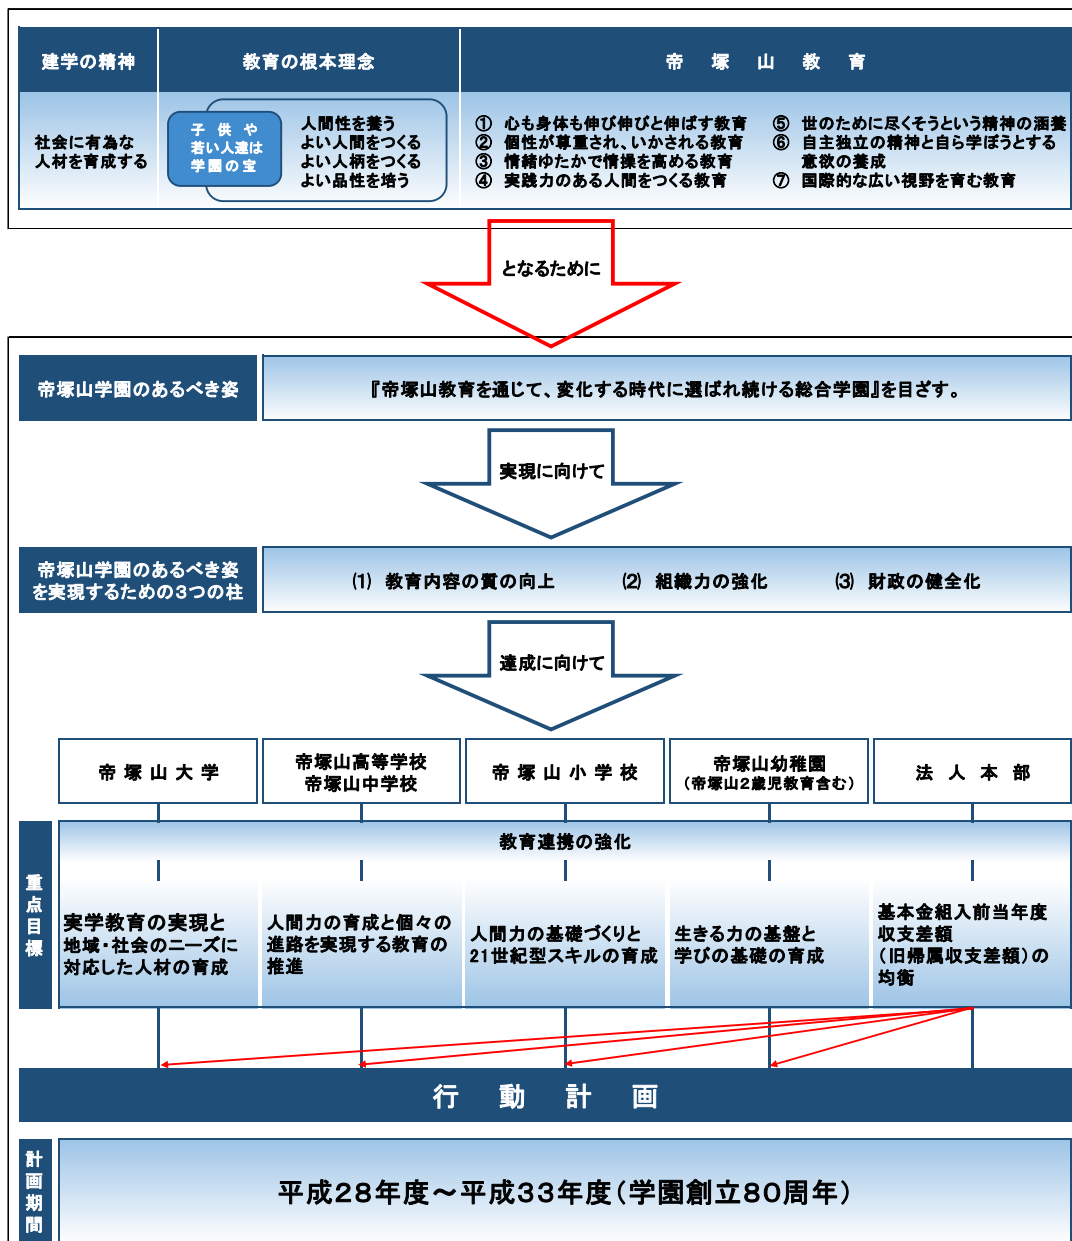 建学の精神
教育の根本理念
帝塚山教育
社会に有為な
人材を育成する
子供や
若い人達は
学園の宝
人間性を養う
よい人間をつくる
よい人柄をつくる
よい品性を培う
① 心も身体も伸び伸びと伸ばす教育
② 個性が尊重され、いかされる教育
③ 情緒ゆたかで情操を高める教育
④ 実践力のある人間をつくる教育
⑤ 世のために尽くそうという精神の涵養
⑥ 自主独立の精神と自ら学ぼうとする
意欲の養成
⑦ 国際的な広い視野を育む教育
となるために
帝塚山学園のあるべき姿
『帝塚山教育を通じて、変化する時代に選ばれ続ける総合学園』を目ざす。
実現に向けて
帝塚山学園のあるべき姿
を実現するための3つの柱
(1) 教育内容の質の向上
(2) 組織力の強化
(3) 財政の健全化
達成に向けて
帝塚山大学
帝塚山高等学校
帝塚山中学校
帝塚山小学校
帝塚山幼稚園
(帝塚山2歳児教育含む)
法人本部
重点目標
教育連携の強化
実学教育の実現と
地域・社会のニーズに
対応した人材の育成
人間力の育成と個々の
進路を実現する教育の
推進
人間力の基礎づくりと
21世紀型スキルの育成
生きる力の基盤と
学びの基礎の育成
基本金組入前当年度
収支差額
(旧帰属収支差額)の
均衡
行動計画
計画期間
平成28年度~平成33年度(学園創立80周年)